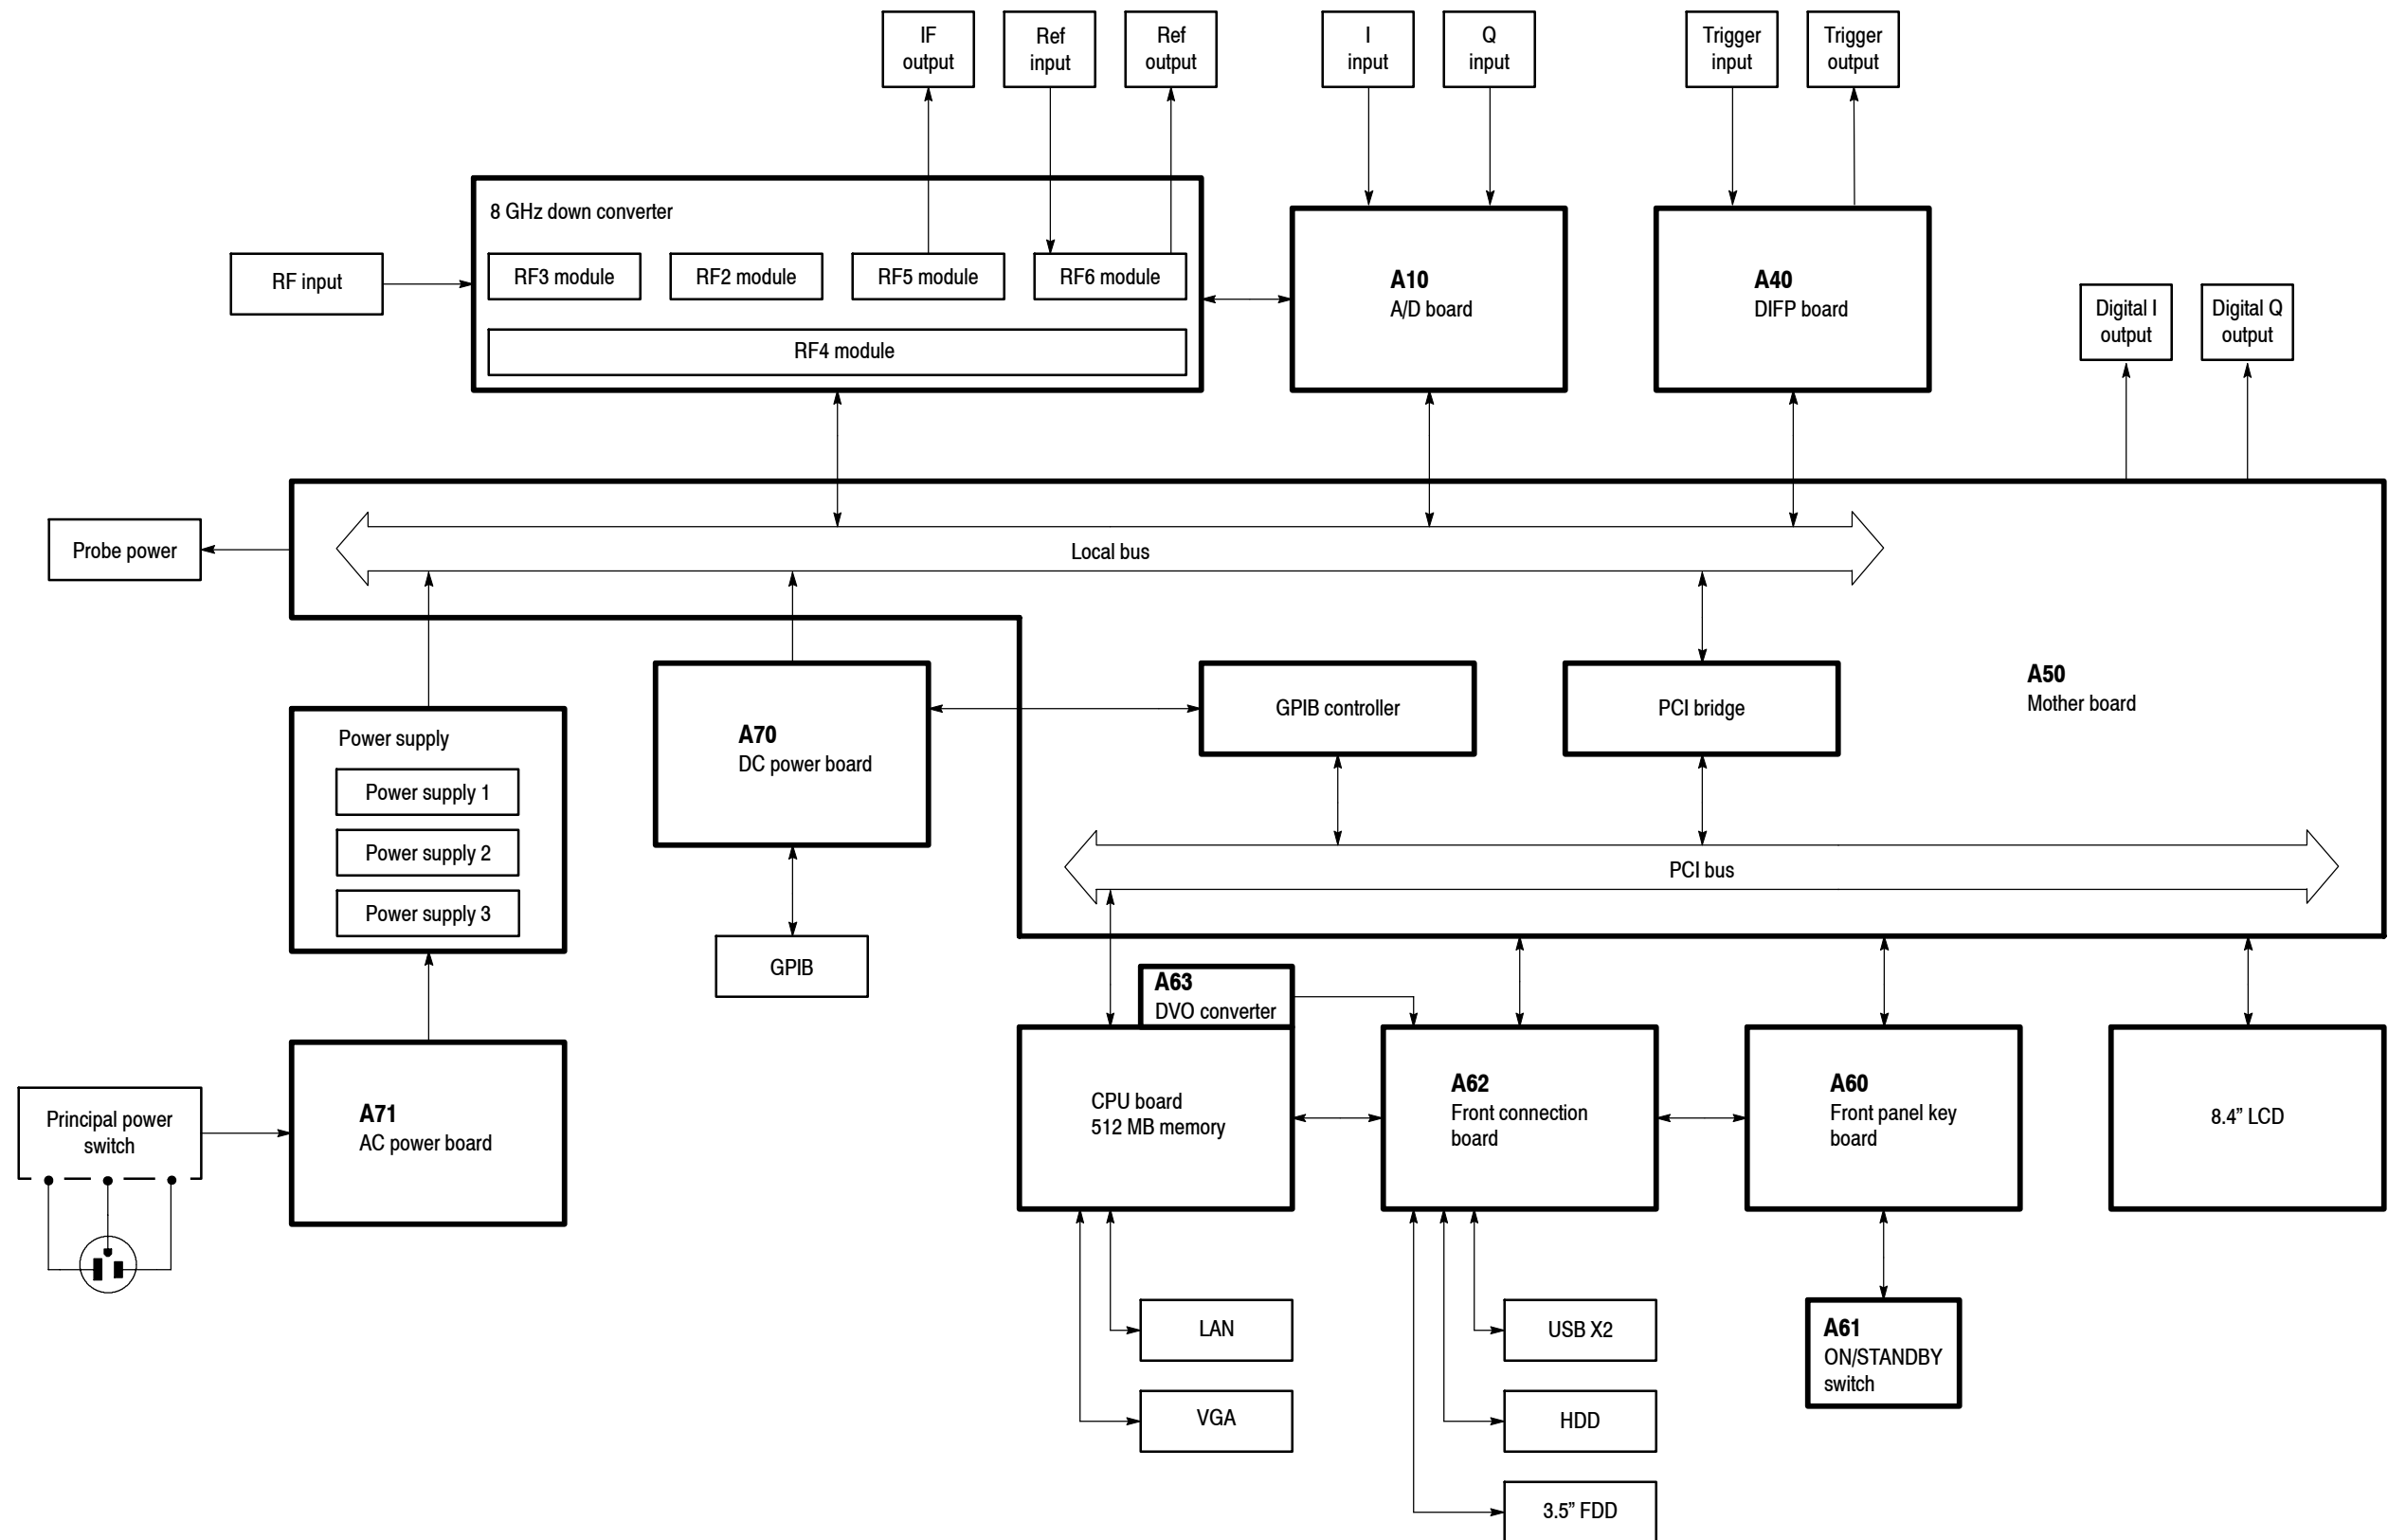 IF
output
Ref
input
Ref
output
I
input
Q
input
Trigger
input
Trigger
output
8 GHz down converter
RF input
RF3 module
RF2 module
RF5 module
RF6 module
RF4 module
A10
A/D board
A40
DIFP board
Digital I
output
Digital Q
output
Probe power
Local bus
A50
Mother board
Power supply
Power supply 1
Power supply 2
Power supply 3
A70
DC power board
GPIB controller
PCI bridge
PCI bus
GPIB
A63
DVO converter
Principal power
switch
A71
AC power board
CPU board
512 MB memory
A62
Front connection
board
A60
Front panel key
board
8.4” LCD
LAN
VGA
USB X2
HDD
3.5” FDD
A61
ON/STANDBY
switch